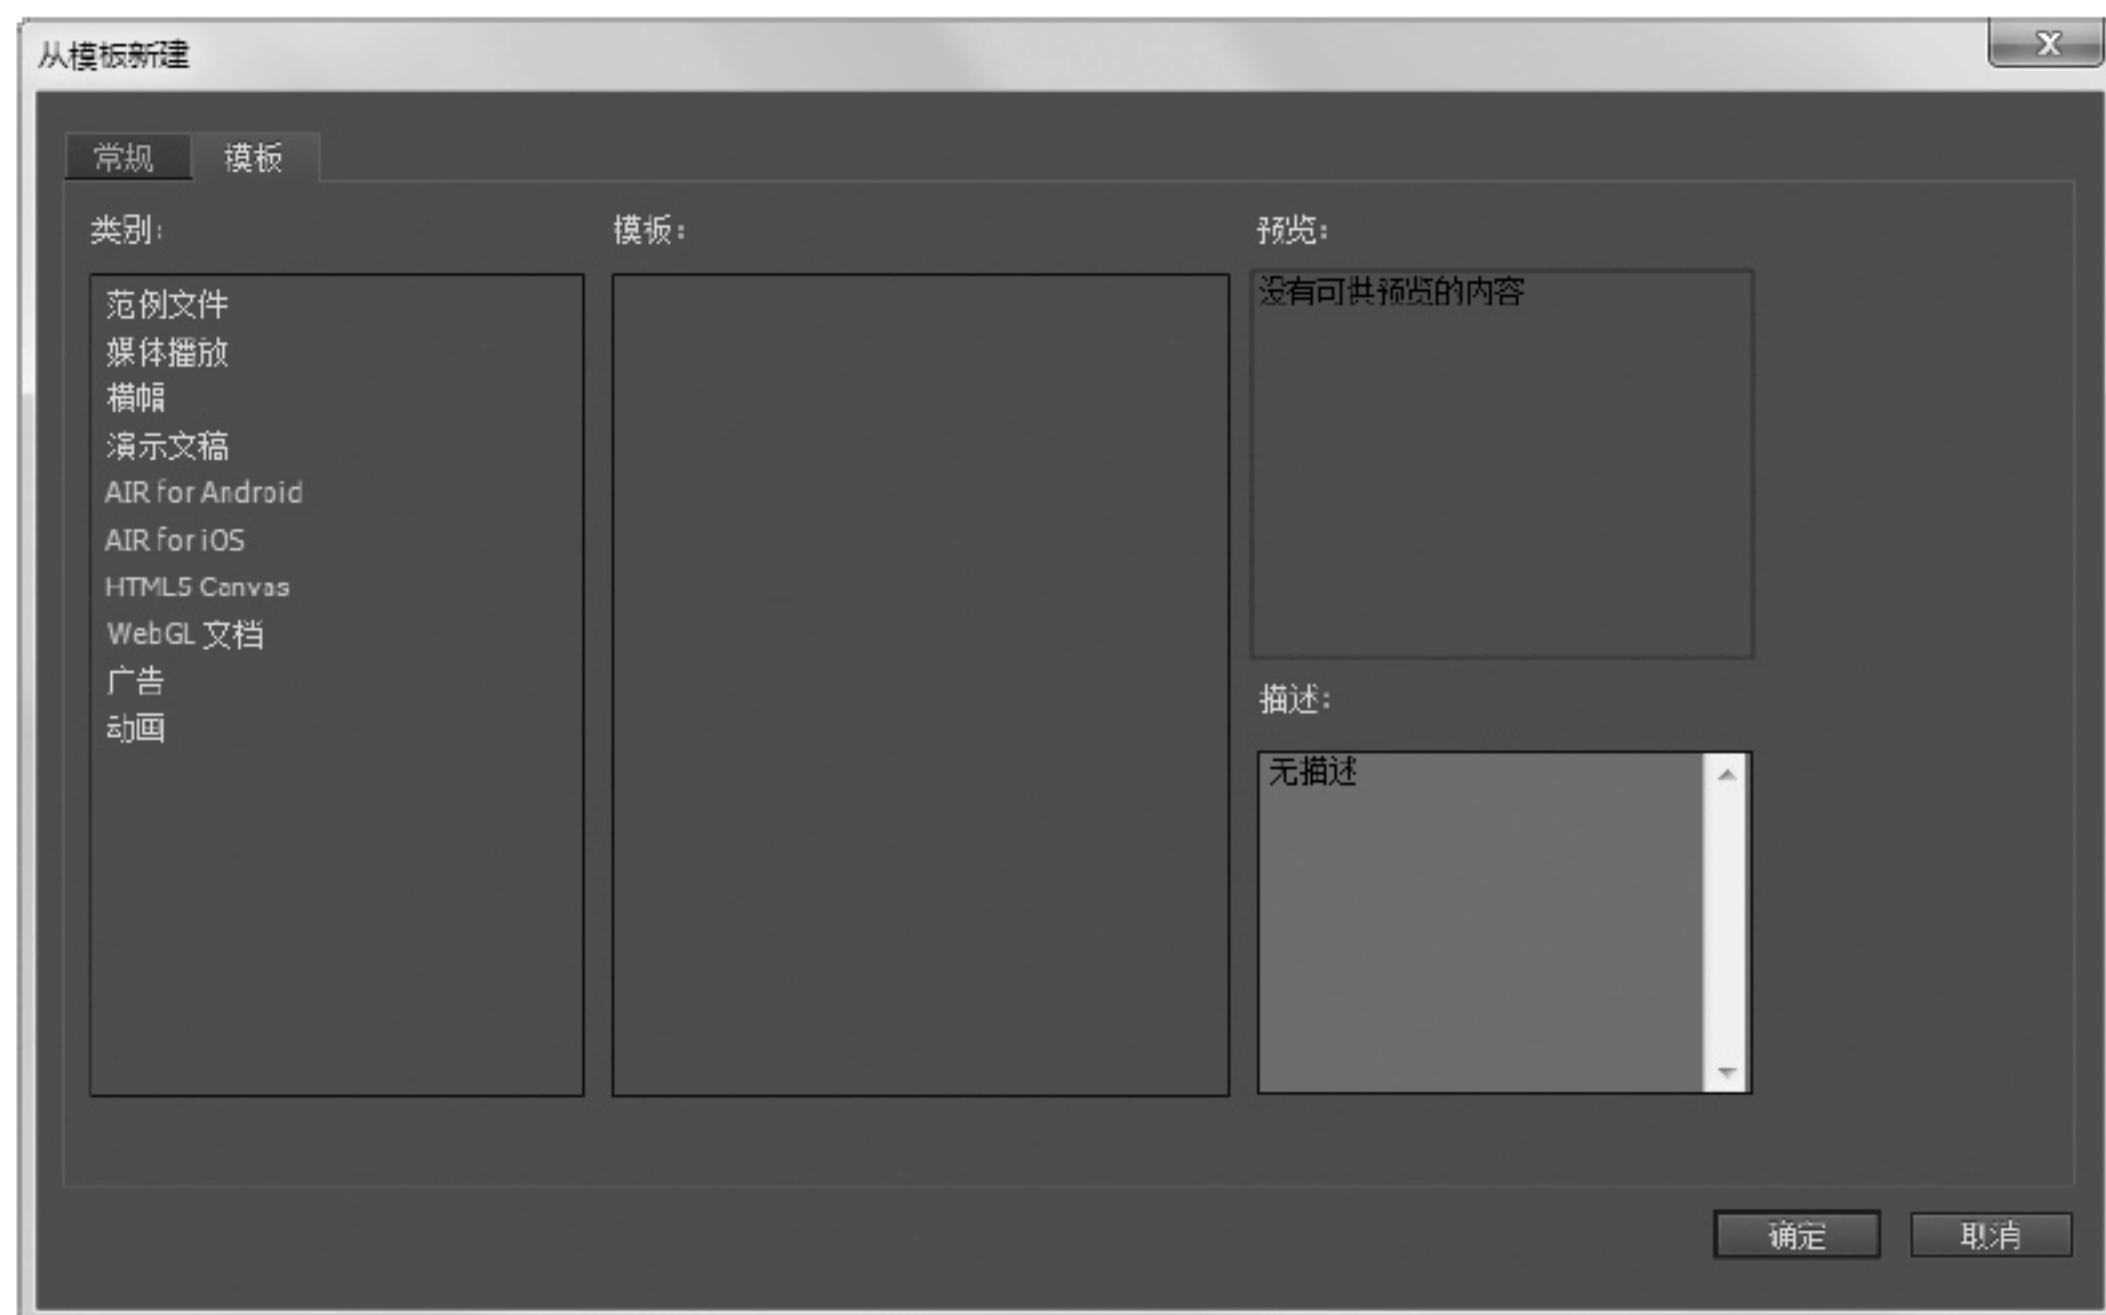 从模板新建
X
常规
模板
类别:
模板:
预览:
范例文件
媒体播放
横幅
演示文稿
AIR for Android
AIR for iOS
HTML5 Canvas
WebGL 文档
广告
动画
没有可供预览的内容
描述:
无描述
确定
取消